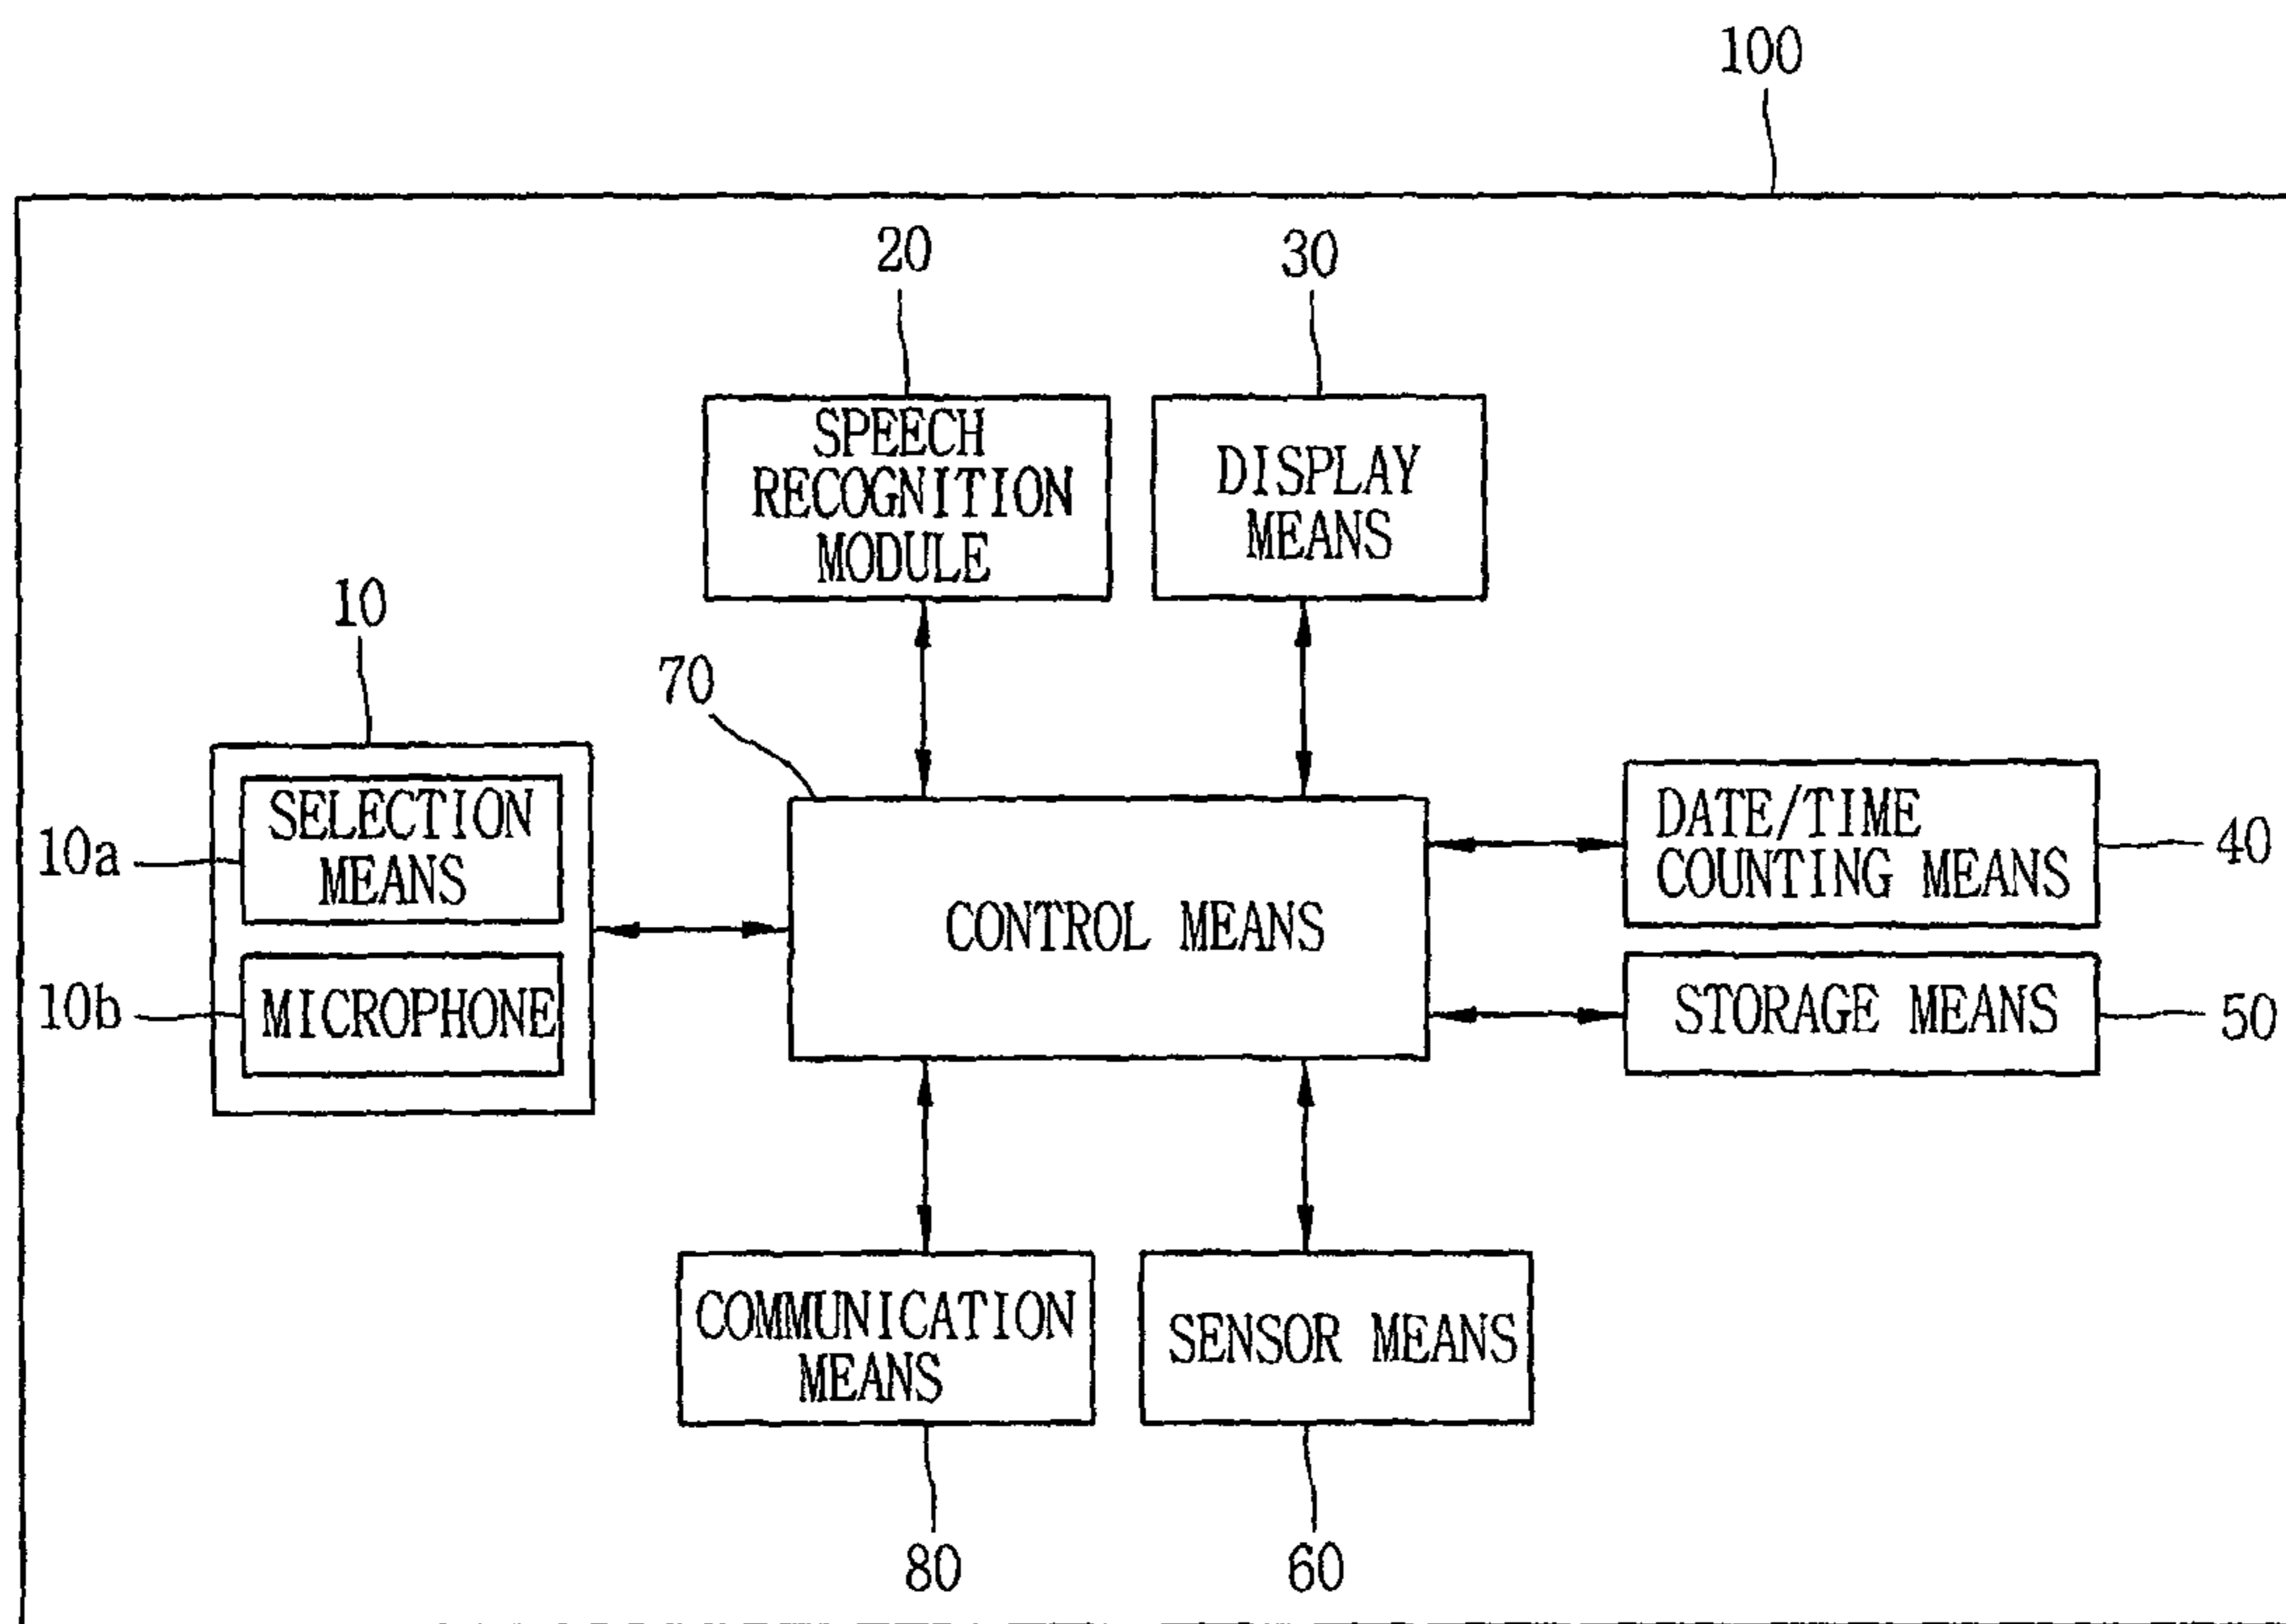 100
20
30
SPEECH
RECOGNITION
MODULE
DISPLAY
MEANS
10
70
SELECTION
MEANS
10a
MICROPHONE
10b
CONTROL MEANS
DATE/TIME
COUNTING MEANS
40
STORAGE MEANS
50
COMMUNICATION
MEANS
SENSOR MEANS
80
60